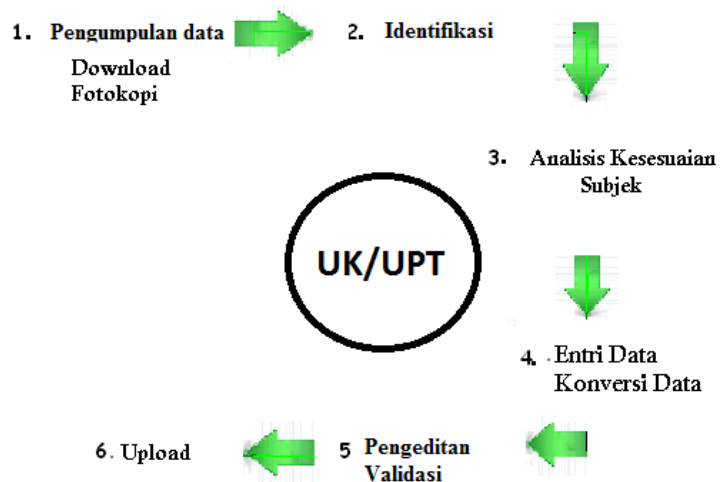 1. Pengumpulan data
Download
Fotokopi
2. Identifikasi
3. Analisis Kesesuaian
Subjek
UK/UPT
4. . Entri Data
Konversi Data
5 Pengeditan
Validasi
6. Upload